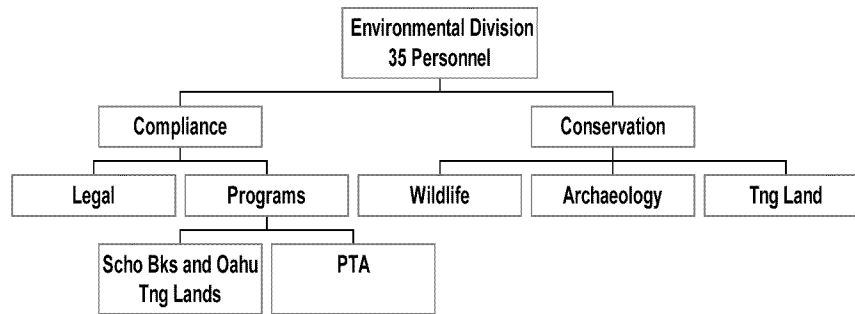 Environmental Division
35 Personnel
Compliance
Conservation
Legal
Programs
Wildlife
Archaeology
Tng Land
Scho Bks and Oahu
Tng Lands
PTA